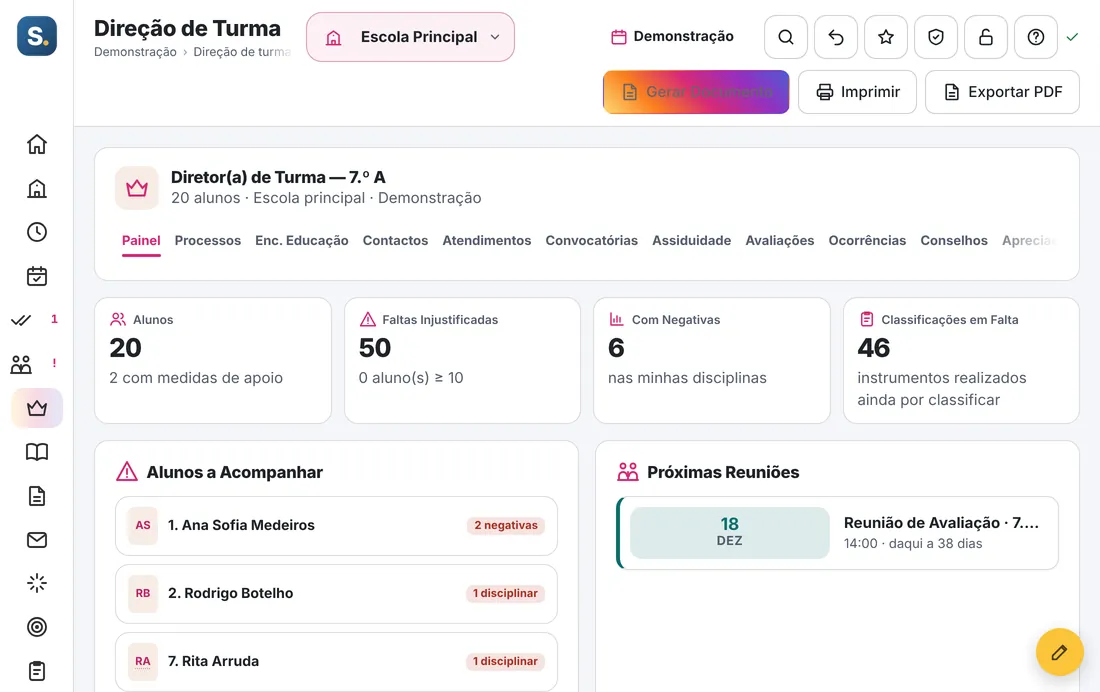 S.
Direção de Turma
Demonstração › Direção de turma
Escola Principal
Demonstração
Gerar Documento
Imprimir
Exportar PDF
Diretor(a) de Turma — 7.º A
20 alunos · Escola principal · Demonstração
Painel Processos Enc. Educação Contactos Atendimentos Convocatórias Assiduidade Avaliações Ocorrências Conselhos
1
!
Alunos
20
2 com medidas de apoio
Faltas Injustificadas
50
0 aluno(s) ≥ 10
Com Negativas
6
nas minhas disciplinas
Classificações em Falta
46
instrumentos realizados
ainda por classificar
Alunos a Acompanhar
AS 1. Ana Sofia Medeiros 2 negativas
RB 2. Rodrigo Botelho 1 disciplinar
RA 7. Rita Arruda 1 disciplinar
Próximas Reuniões
18
DEZ
Reunião de Avaliação · 7.…
14:00 · daqui a 38 dias